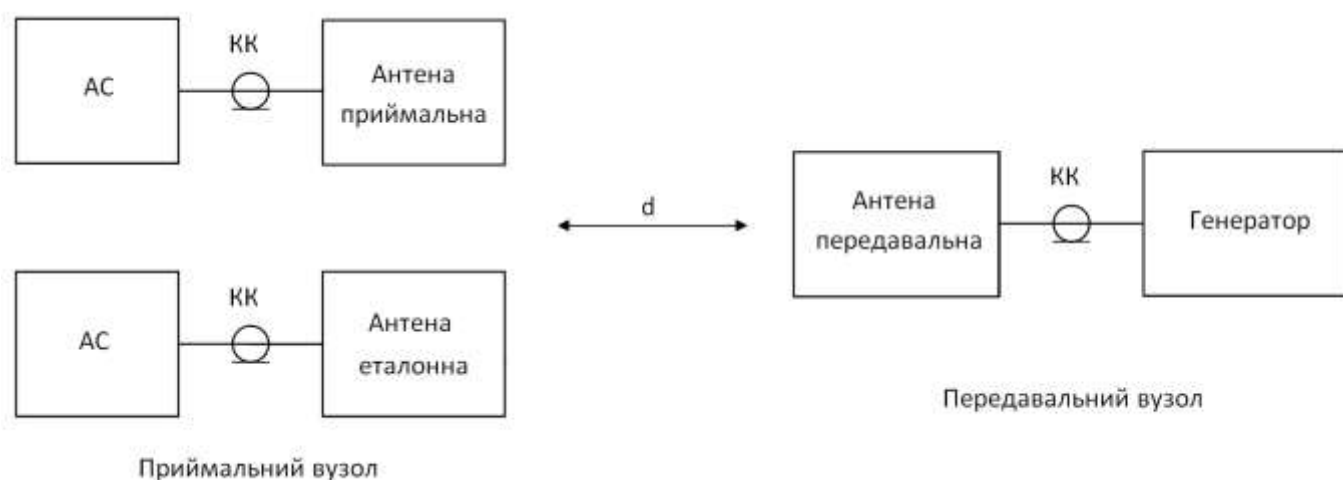 КК
АС
Антена
приймальна
d
КК
Антена
передавальна
Генератор
КК
АС
Антена
еталонна
Передавальний вузол
Приймальний вузол